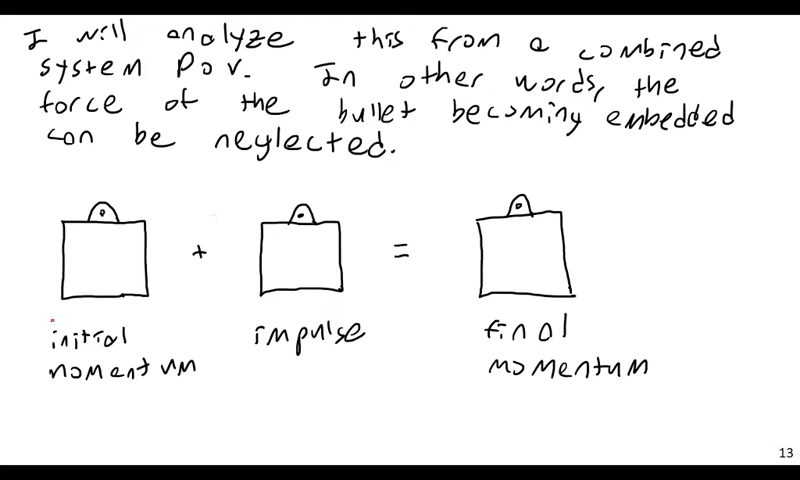 I will analyze this from a combined
system POV. In other words, the
force of the bullet becoming embedded
can be neglected.
+ =
initial impulse final
momentum momentum
13